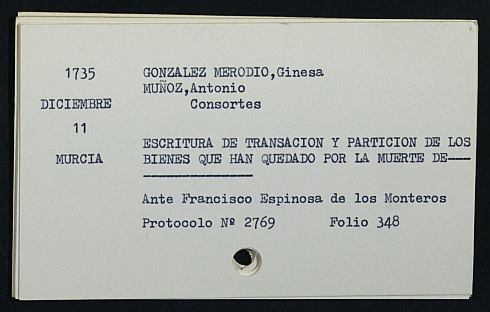 1735 GONZALEZ MERODIO,Ginesa
MUÑOZ,Antonio
DICIEMBRE Consortes
11
ESCRITURA DE TRANSACION Y PARTICION DE LOS
MURCIA BIENES QUE HAN QUEDADO POR LA MUERTE DE---
---------------
Ante Francisco Espinosa de los Monteros
Protocolo Nº 2769 Folio 348